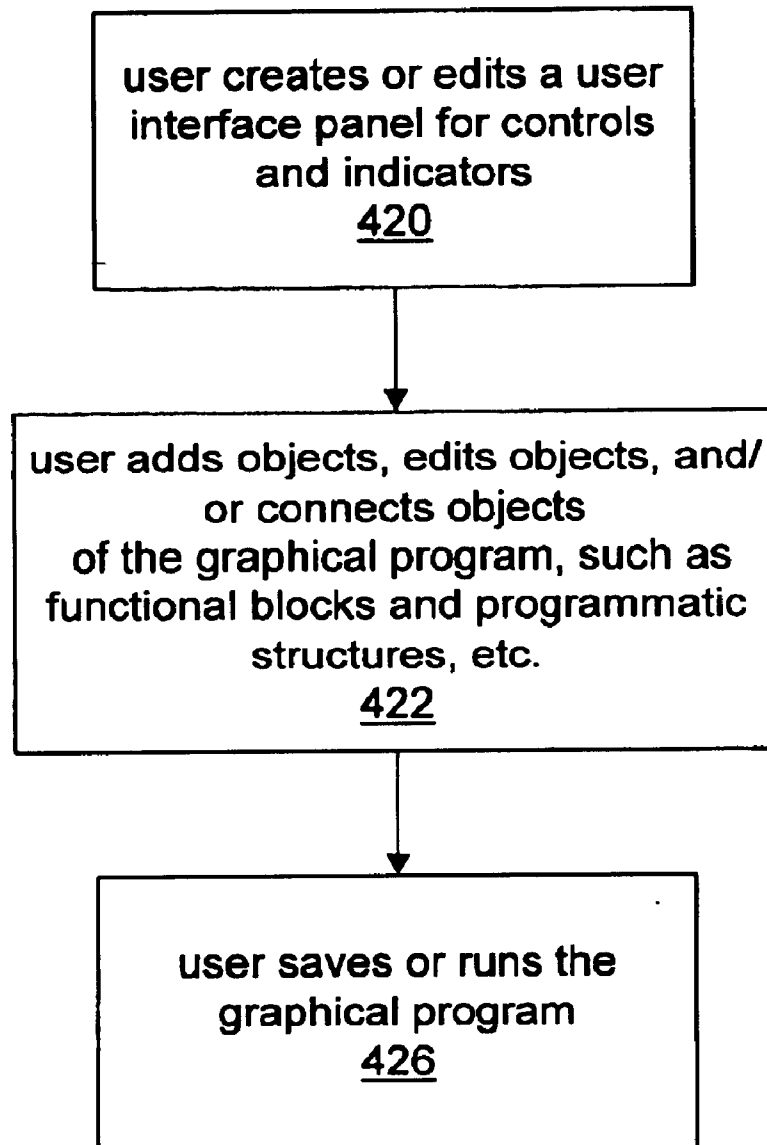 user creates or edits a user
interface panel for controls
and indicators
420
user adds objects, edits objects, and/
or connects objects
of the graphical program, such as
functional blocks and programmatic
structures, etc.
422
user saves or runs the
graphical program
426